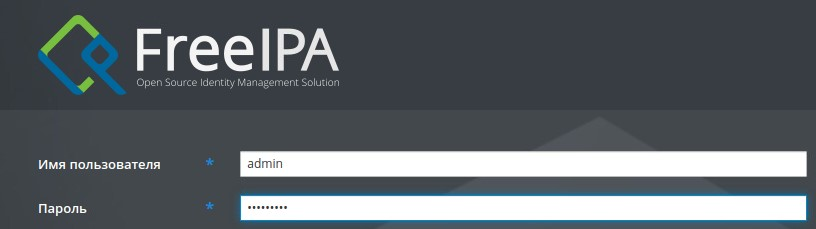 FreeIPA
Open Source Identity Management Solution
Имя пользователя * admin
Пароль * •••••••••